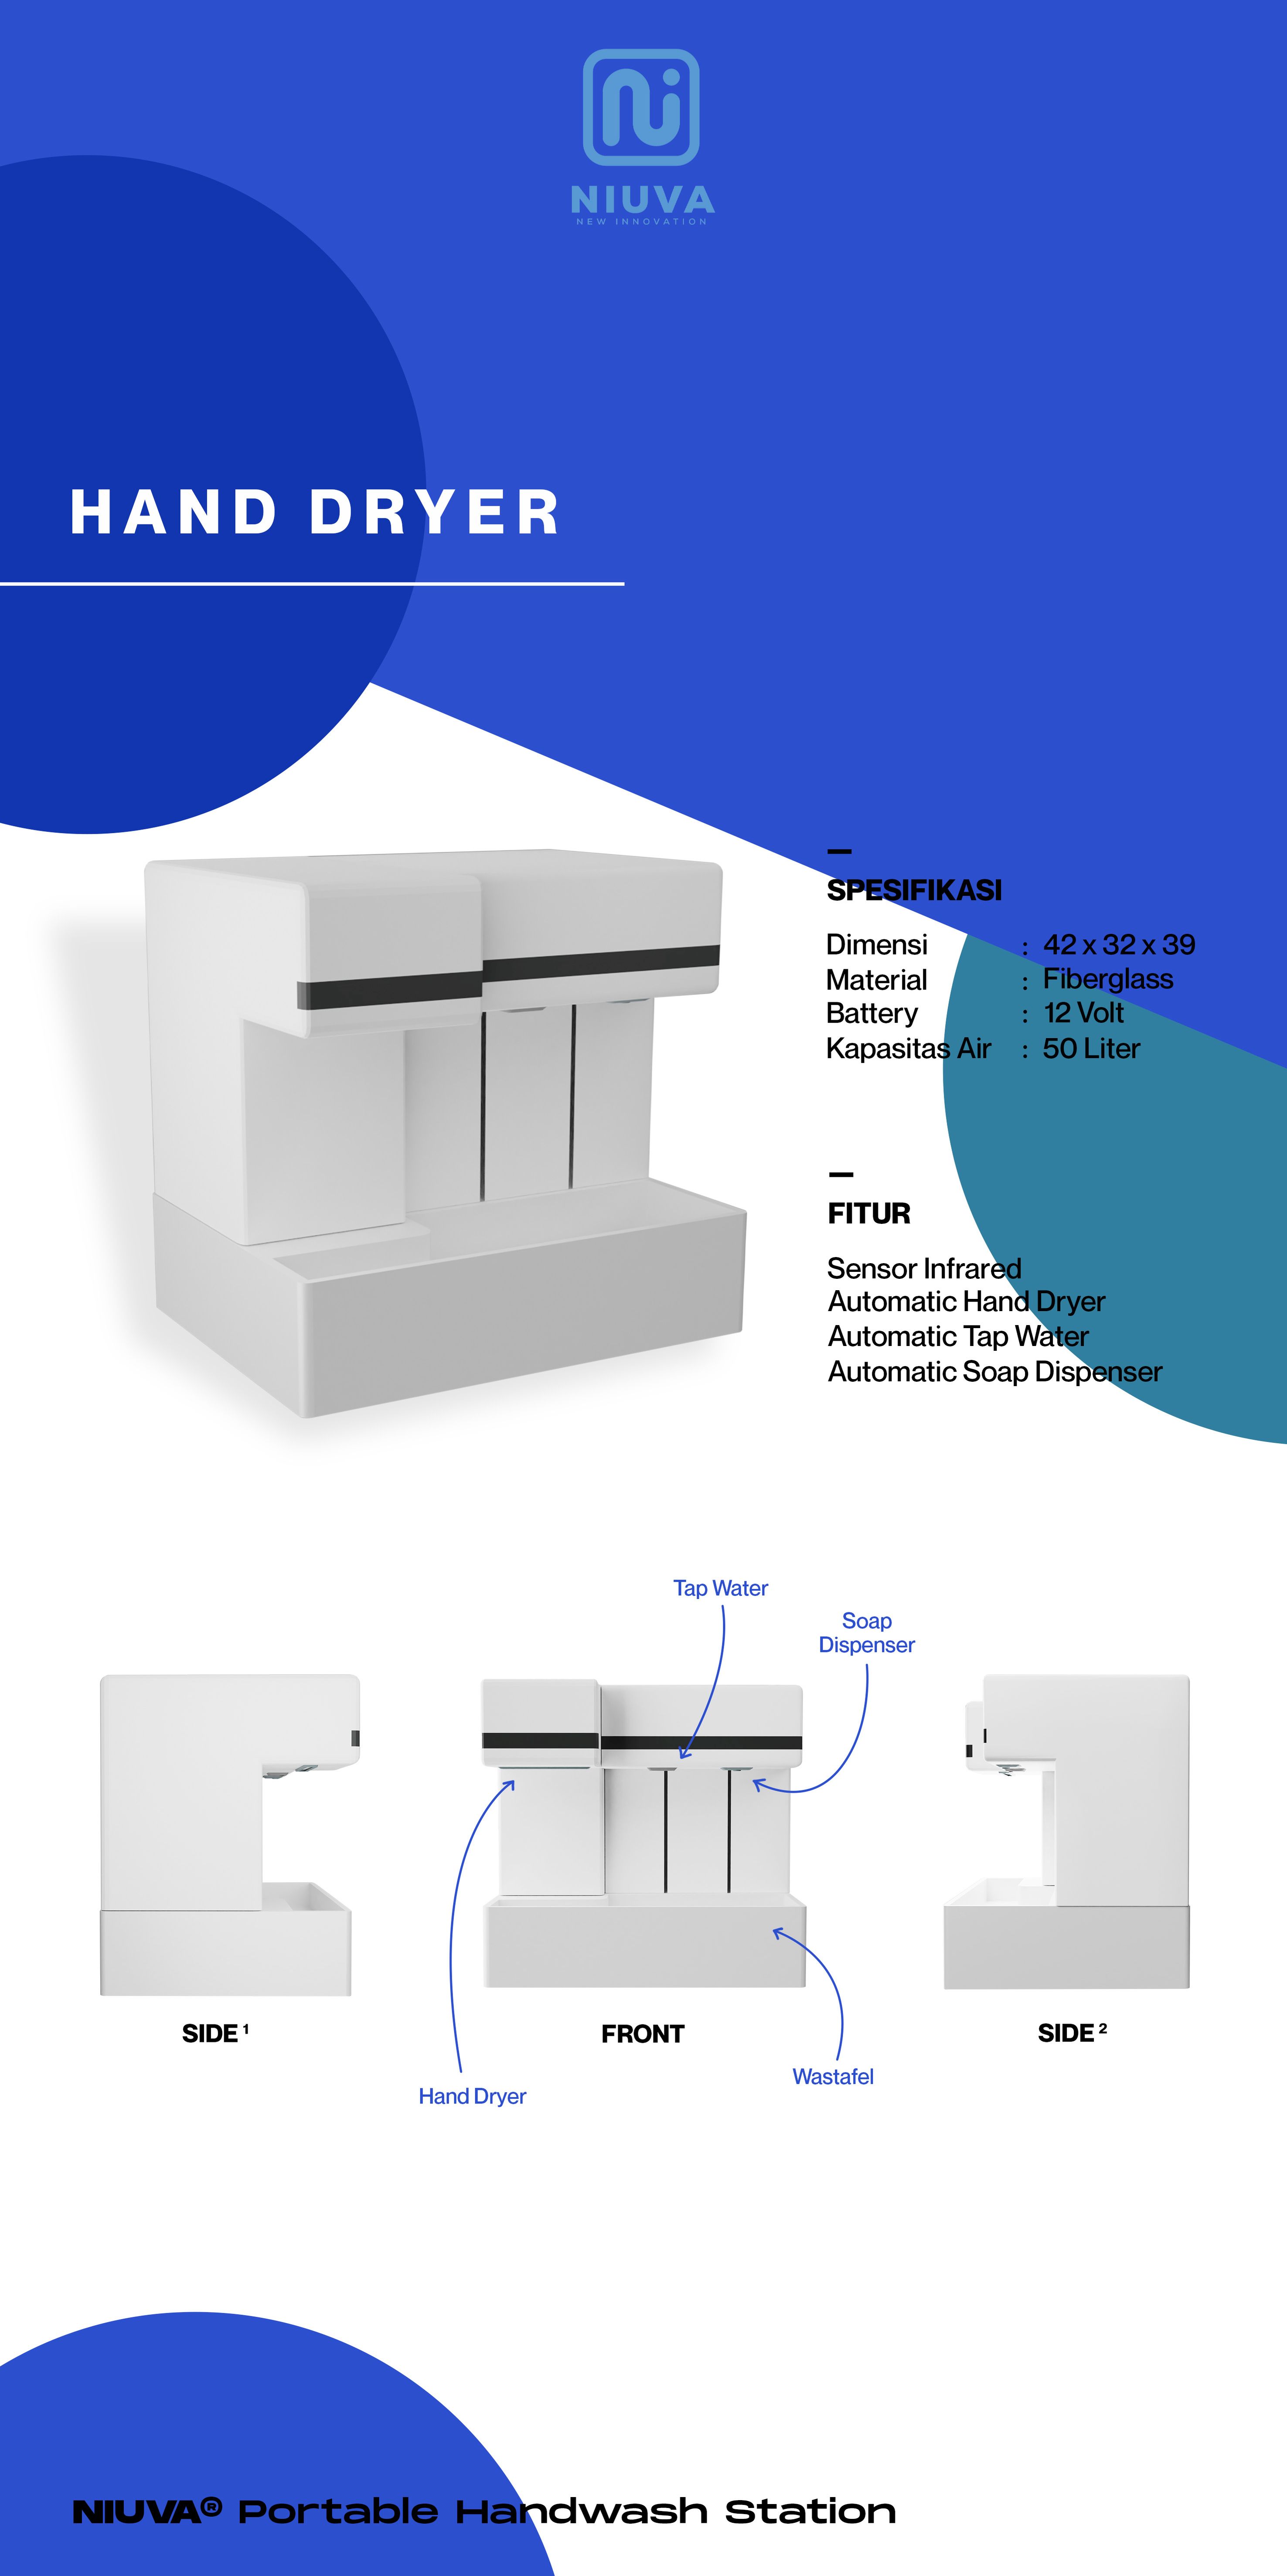 NIUVA
NEW INNOVATION
HAND DRYER
SPESIFIKASI
Dimensi : 42 x 32 x 39
Material : Fiberglass
Battery : 12 Volt
Kapasitas Air : 50 Liter
FITUR
Sensor Infrared
Automatic Hand Dryer
Automatic Tap Water
Automatic Soap Dispenser
Tap Water
Soap
Dispenser
SIDE ¹
FRONT
SIDE ²
Wastafel
Hand Dryer
NIUVA® Portable Handwash Station